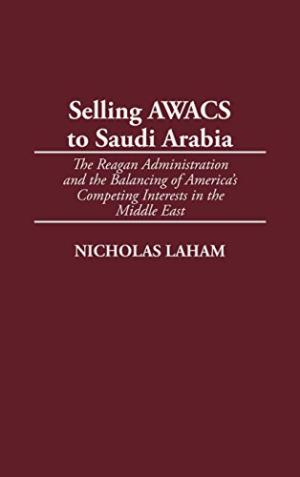 Selling AWACS
to Saudi Arabia
The Reagan Administration
and the Balancing of America's
Competing Interests in the
Middle East
NICHOLAS LAHAM